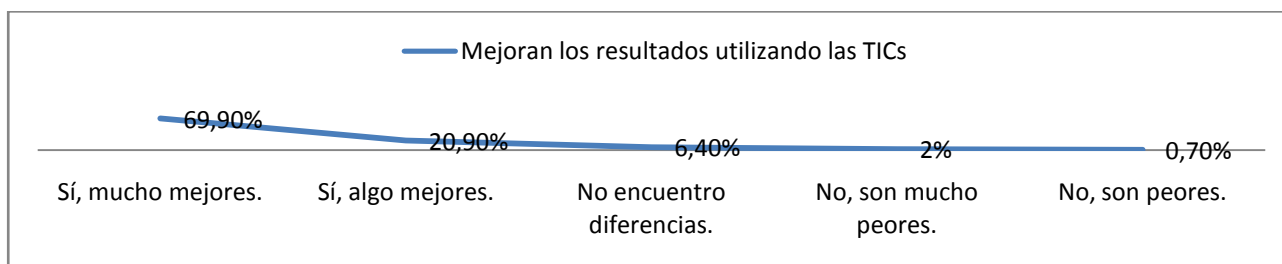 Mejoran los resultados utilizando las TICs
69,90%
20,90%
6,40%
2%
0,70%
Sí, mucho mejores.
Sí, algo mejores.
No encuentro
diferencias.
No, son mucho
peores.
No, son peores.